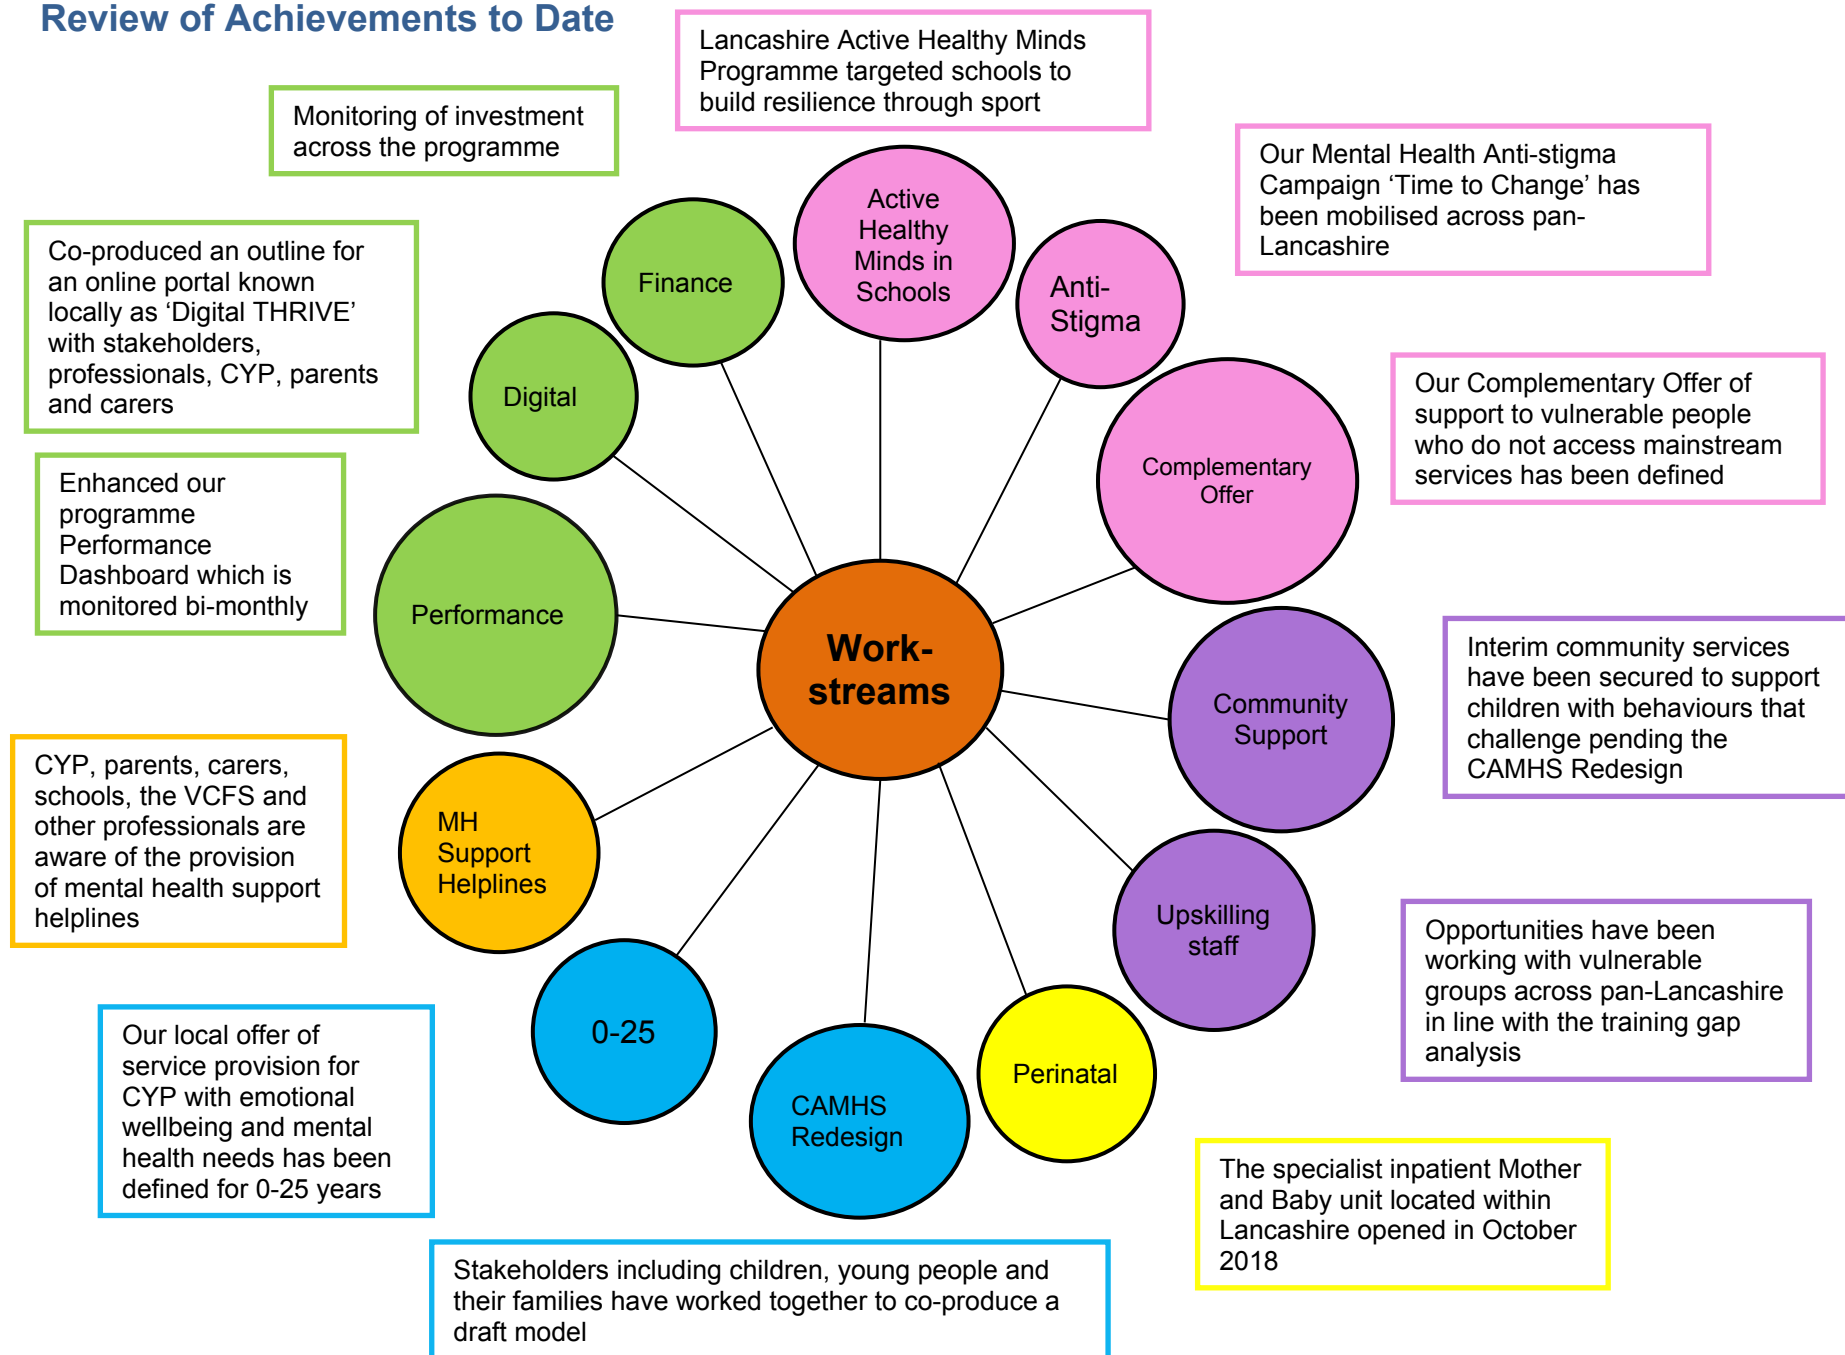 Review of Achievements to Date
Lancashire Active Healthy Minds
Programme targeted schools to
build resilience through sport
Monitoring of investment
across the programme
Our Mental Health Anti-stigma
Campaign ‘Time to Change’ has
been mobilised across pan-
Lancashire
Co-produced an outline for
an online portal known
locally as ‘Digital THRIVE’
with stakeholders,
professionals, CYP, parents
and carers
Active
Healthy
Minds in
Schools
Finance
Anti-
Stigma
Digital
Our Complementary Offer of
support to vulnerable people
who do not access mainstream
services has been defined
Complementary
Offer
Enhanced our
programme
Performance
Dashboard which is
monitored bi-monthly
Performance
Work-
streams
Community
Support
Interim community services
have been secured to support
children with behaviours that
challenge pending the
CAMHS Redesign
CYP, parents, carers,
schools, the VCFS and
other professionals are
aware of the provision
of mental health support
helplines
MH
Support
Helplines
Upskilling
staff
Opportunities have been
working with vulnerable
groups across pan-Lancashire
in line with the training gap
analysis
Our local offer of
service provision for
CYP with emotional
wellbeing and mental
health needs has been
defined for 0-25 years
0-25
CAMHS
Redesign
Perinatal
The specialist inpatient Mother
and Baby unit located within
Lancashire opened in October
2018
Stakeholders including children, young people and
their families have worked together to co-produce a
draft model